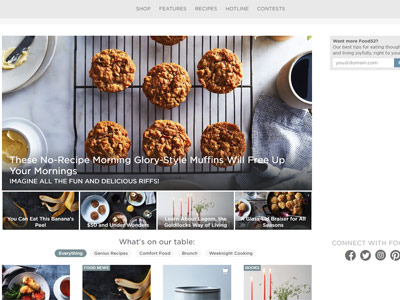 SHOP FEATURES RECIPES HOTLINE CONTESTS
Want more Food52?
Our best tips for eating thoughtfully
and living joyfully, right to your
you@domain.com
These No-Recipe Morning Glory-Style Muffins Will Free Up
Your Mornings
IMAGINE ALL THE FUN AND DELICIOUS RIFFS!
You Can Eat This Banana's
Peel
$50 and Under Wonders
Learn About Lagom, the
Goldilocks Way of Living
A Glass-Lid Braiser for All
Seasons
What's on our table:
CONNECT WITH FO
Everything Genius Recipes Comfort Food Brunch Weeknight Cooking
FOOD NEWS
BOOKS